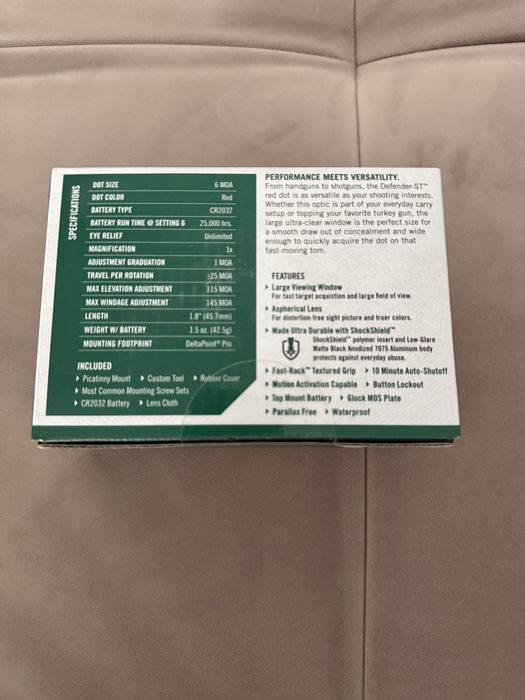 SPECIFICATIONS
DOT SIZE 6 MOA
DOT COLOR Red
BATTERY TYPE CR2032
BATTERY RUN TIME @ SETTING 6 25,000 hrs.
EYE RELIEF Unlimited
MAGNIFICATION 1x
ADJUSTMENT GRADUATION 1 MOA
TRAVEL PER ROTATION ±25 MOA
MAX ELEVATION ADJUSTMENT 115 MOA
MAX WINDAGE ADJUSTMENT 145 MOA
LENGTH 1.8" (45.7mm)
WEIGHT W/ BATTERY 1.5 oz. (42.5g)
MOUNTING FOOTPRINT DeltaPoint® Pro
INCLUDED
Picatinny Mount Custom Tool Rubber Cover
Most Common Mounting Screw Sets
CR2032 Battery Lens Cloth
PERFORMANCE MEETS VERSATILITY.
From handguns to shotguns, the Defender-ST™
red dot is as versatile as your shooting interests.
Whether this optic is part of your everyday carry
setup or topping your favorite turkey gun, the
large ultra-clear window is the perfect size for
a smooth draw out of concealment and wide
enough to quickly acquire the dot on that
fast-moving tom.
FEATURES
Large Viewing Window
For fast target acquistion and large field of view.
Aspherical Lens
For distortion-free sight picture and truer colors.
Made Ultra Durable with ShockShield™
ShockShield™ polymer insert and Low-Glare
Matte Black Anodized 7075 Aluminum body
protects against everyday abuse.
Fast-Rack™ Textured Grip 10 Minute Auto-Shutoff
Motion Activation Capable Button Lockout
Top Mount Battery Glock MOS Plate
Parallax Free Waterproof